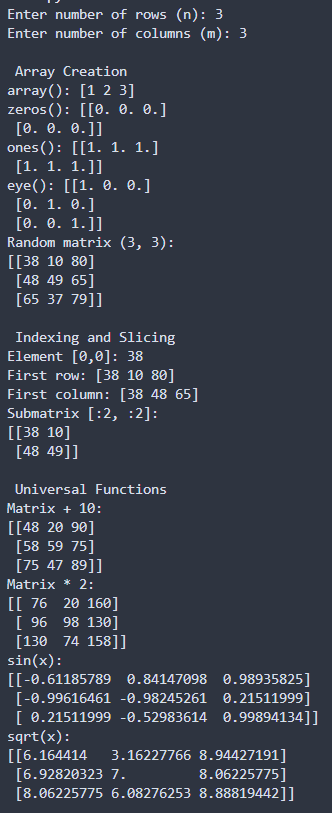 Enter number of rows (n): 3
Enter number of columns (m): 3
Array Creation
array(): [1 2 3]
zeros(): [[0. 0. 0.]
[0. 0. 0.]]
ones(): [[1. 1. 1.]
[1. 1. 1.]]
eye(): [[1. 0. 0.]
[0. 1. 0.]
[0. 0. 1.]]
Random matrix (3, 3):
[[38 10 80]
[48 49 65]
[65 37 79]]
Indexing and Slicing
Element [0,0]: 38
First row: [38 10 80]
First column: [38 48 65]
Submatrix [:2, :2]:
[[38 10]
[48 49]]
Universal Functions
Matrix + 10:
[[48 20 90]
[58 59 75]
[75 47 89]]
Matrix * 2:
[[ 76  20 160]
[ 96  98 130]
[130  74 158]]
sin(x):
[[-0.61185789  0.84147098  0.98935825]
[-0.99616461 -0.98245261  0.21511999]
[ 0.21511999 -0.52983614  0.99894134]]
sqrt(x):
[[6.164414   3.16227766 8.94427191]
[6.92820323 7.         8.06225775]
[8.06225775 6.08276253 8.88819442]]